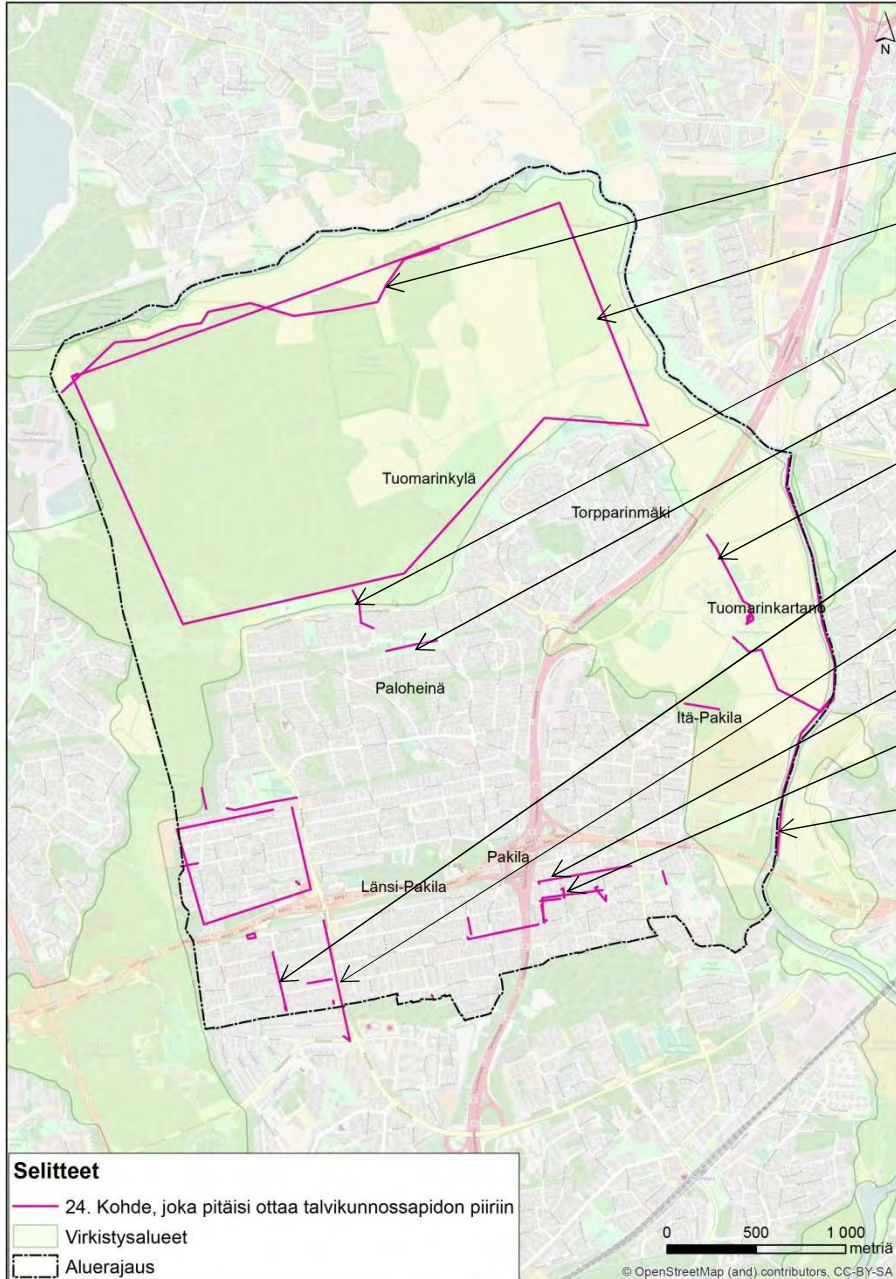 N
Tuomarinkylä
Torpparinmäki
Tuomarinkartano
Paloheinä
Itä-Pakila
Pakila
Länsi-Pakila
Selitteet
24. Kohde, joka pitäisi ottaa talvikunnossapidon piiriin
Virkistysalueet
Aluerajaus
0 500 1 000
metriä
© OpenStreetMap (and) contributors, CC-BY-SA